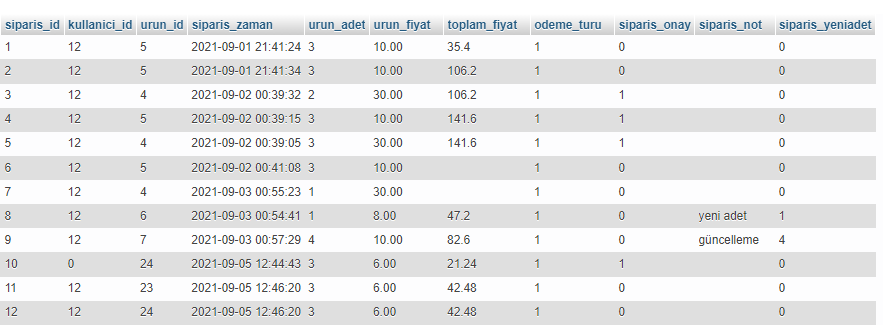 siparis_id kullanici_id urun_id siparis_zaman urun_adet urun_fiyat toplam_fiyat odeme_turu siparis_onay siparis_not siparis_yeniadet
1 12 5 2021-09-01 21:41:24 3 10.00 35.4 1 0 0
2 12 5 2021-09-01 21:41:34 3 10.00 106.2 1 0 0
3 12 4 2021-09-02 00:39:32 2 30.00 106.2 1 1 0
4 12 5 2021-09-02 00:39:15 3 10.00 141.6 1 1 0
5 12 4 2021-09-02 00:39:05 3 30.00 141.6 1 1 0
6 12 5 2021-09-02 00:41:08 3 10.00 1 0 0
7 12 4 2021-09-03 00:55:23 1 30.00 1 0 0
8 12 6 2021-09-03 00:54:41 1 8.00 47.2 1 0 yeni adet 1
9 12 7 2021-09-03 00:57:29 4 10.00 82.6 1 0 güncelleme 4
10 0 24 2021-09-05 12:44:43 3 6.00 21.24 1 1 0
11 12 23 2021-09-05 12:46:20 3 6.00 42.48 1 0 0
12 12 24 2021-09-05 12:46:20 3 6.00 42.48 1 0 0